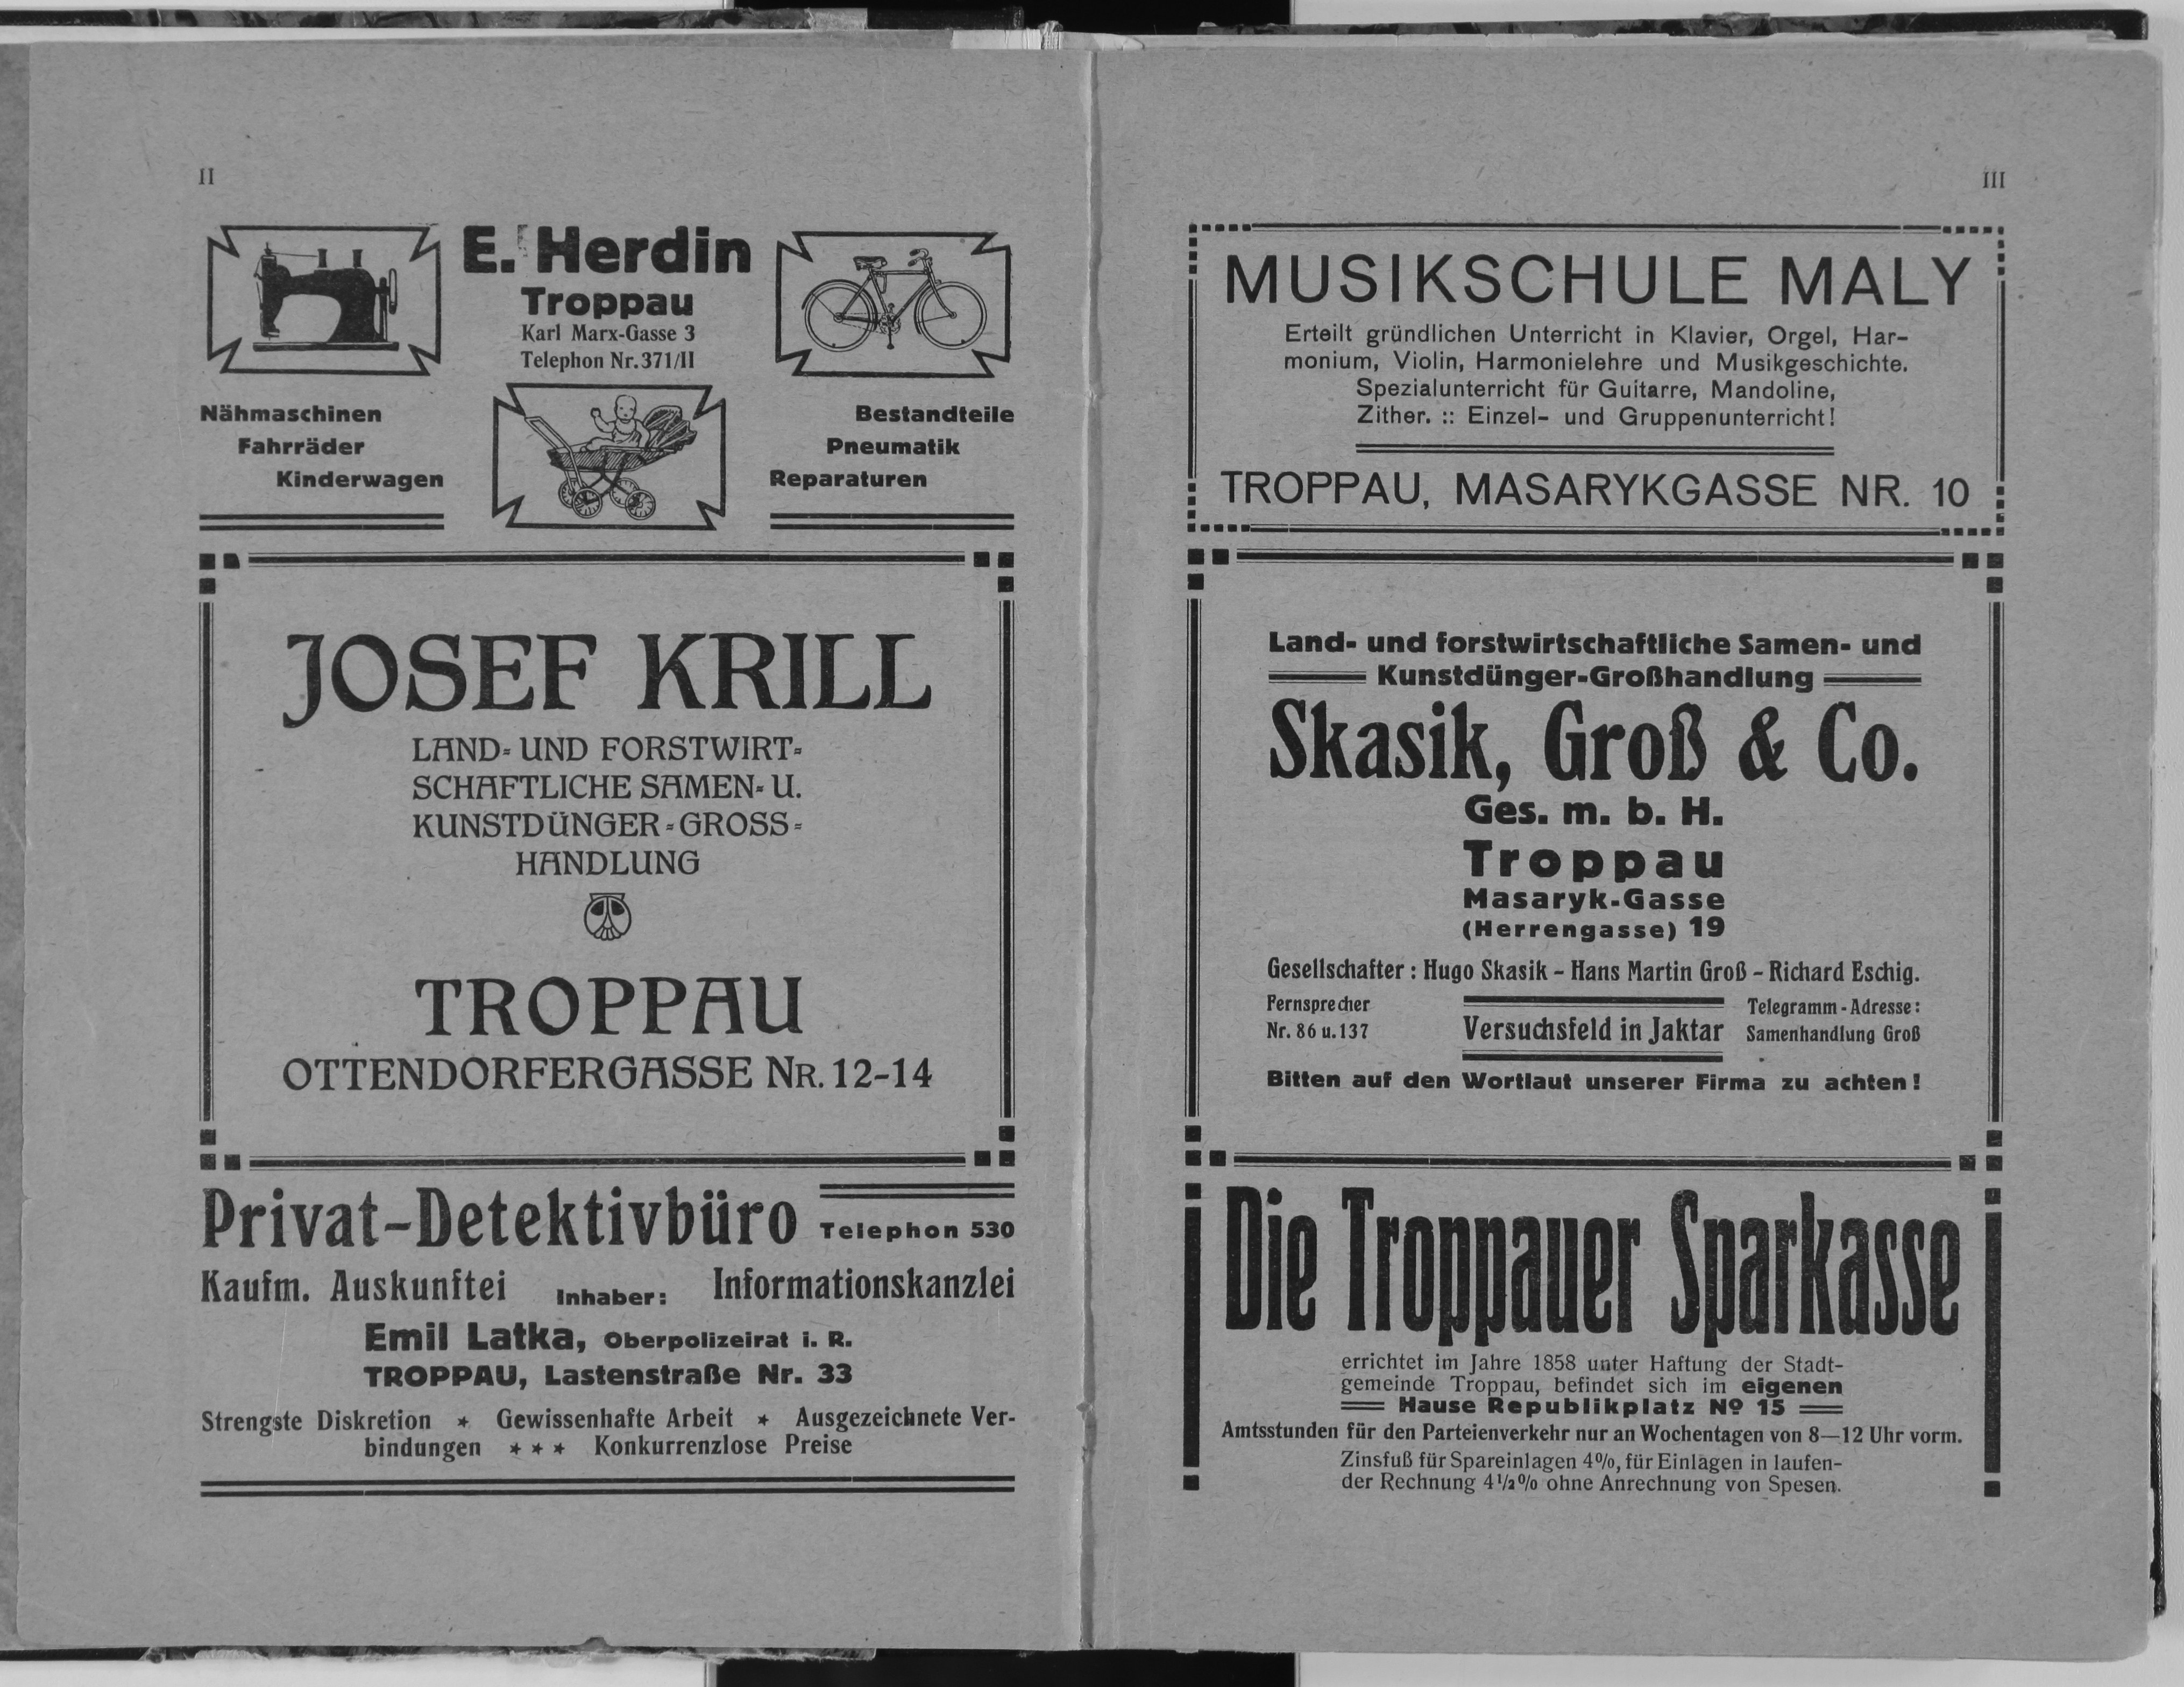 II
E. Herdin
Troppau
Karl Marx-Gasse 3
Telephon Nr. 371/II
Nähmaschinen
Fahrräder
Kinderwagen
Bestandteile
Pneumatik
Reparaturen
JOSEF KRILL
LAND- UND FORSTWIRT-
SCHAFTLICHE SAMEN- U.
KUNSTDÜNGER-GROSS-
HANDLUNG
TROPPAU
OTTENDORFERGASSE NR. 12-14
Privat-Detektivbüro Telephon 530
Kaufm. Auskunftei Inhaber: Informationskanzlei
Emil Latka, Oberpolizeirat i. R.
TROPPAU, Lastenstraße Nr. 33
Strengste Diskretion * Gewissenhafte Arbeit * Ausgezeichnete Ver-
bindungen * * * Konkurrenzlose Preise
III
MUSIKSCHULE MALY
Erteilt gründlichen Unterricht in Klavier, Orgel, Har-
monium, Violin, Harmonielehre und Musikgeschichte.
Spezialunterricht für Guitarre, Mandoline,
Zither. :: Einzel- und Gruppenunterricht!
TROPPAU, MASARYKGASSE NR. 10
Land- und forstwirtschaftliche Samen- und
Kunstdünger-Großhandlung
Skasik, Groß & Co.
Ges. m. b. H.
Troppau
Masaryk-Gasse
(Herrengasse) 19
Gesellschafter: Hugo Skasik – Hans Martin Groß – Richard Eschig.
Fernsprecher
Nr. 86 u. 137
Versuchsfeld in Jaktar
Telegramm-Adresse:
Samenhandlung Groß
Bitten auf den Wortlaut unserer Firma zu achten!
Die Troppauer Sparkasse
errichtet im Jahre 1858 unter Haftung der Stadt-
gemeinde Troppau, befindet sich im eigenen
Hause Republikplatz № 15
Amtsstunden für den Parteienverkehr nur an Wochentagen von 8—12 Uhr vorm.
Zinsfuß für Spareinlagen 4%, für Einlagen in laufen-
der Rechnung 4½% ohne Anrechnung von Spesen.